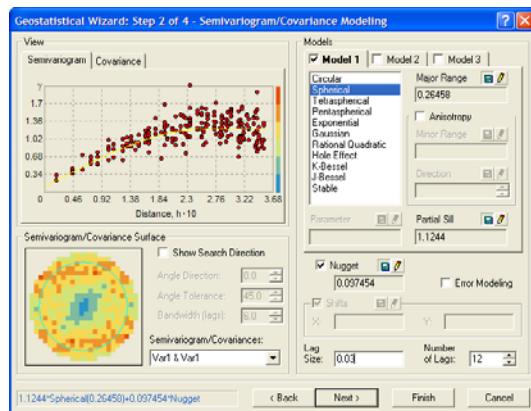 Geostatistical Wizard: Step 2 of 4 - Semivariogram/Covariance Modeling
View
Semivariogram
Covariance
γ
1.7
1.36
1.02
0.68
0.34
0 0.46 0.92 1.38 1.84 2.3 2.76 3.22 3.68
Distance, h·10
Semivariogram/Covariance Surface
Show Search Direction
Angle Direction: 0.0
Angle Tolerance: 45.0
Bandwidth (lags): 6.0
Semivariogram/Covariances:
Var1 & Var1
Models
Model 1
Model 2
Model 3
Circular
Spherical
Tetraspherical
Pentaspherical
Exponential
Gaussian
Rational Quadratic
Hole Effect
K-Bessel
J-Bessel
Stable
Major Range
0.26458
Anisotropy
Minor Range
Direction
Parameter
Partial Sill
1.1244
Nugget
0.097454
Error Modeling
Shifts
X:
Y:
Lag Size: 0.03
Number of Lags: 12
1.1244*Spherical(0.26458)+0.097454*Nugget
< Back
Next >
Finish
Cancel